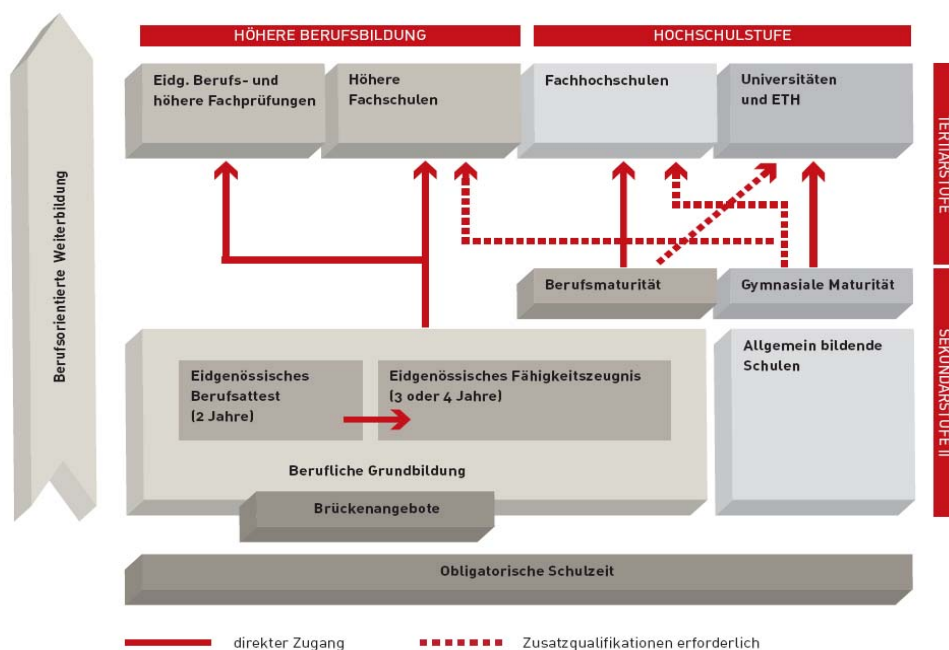 HÖHERE BERUFSBILDUNG
HOCHSCHULSTUFE
Eidg. Berufs- und
höhere Fachprüfungen
Höhere
Fachschulen
Fachhochschulen
Universitäten
und ETH
TERTIÄRSTUFE
Berufsorientierte Weiterbildung
Berufsmaturität
Gymnasiale Maturität
SEKUNDARSTUFE II
Allgemein bildende
Schulen
Eidgenössisches
Berufsattest
(2 Jahre)
Eidgenössisches Fähigkeitszeugnis
(3 oder 4 Jahre)
Berufliche Grundbildung
Brückenangebote
Obligatorische Schulzeit
direkter Zugang
Zusatzqualifikationen erforderlich